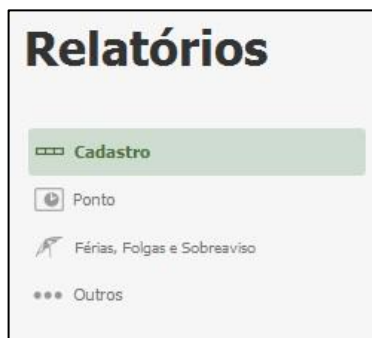 Relatórios
Cadastro
Ponto
Férias, Folgas e Sobreaviso
Outros